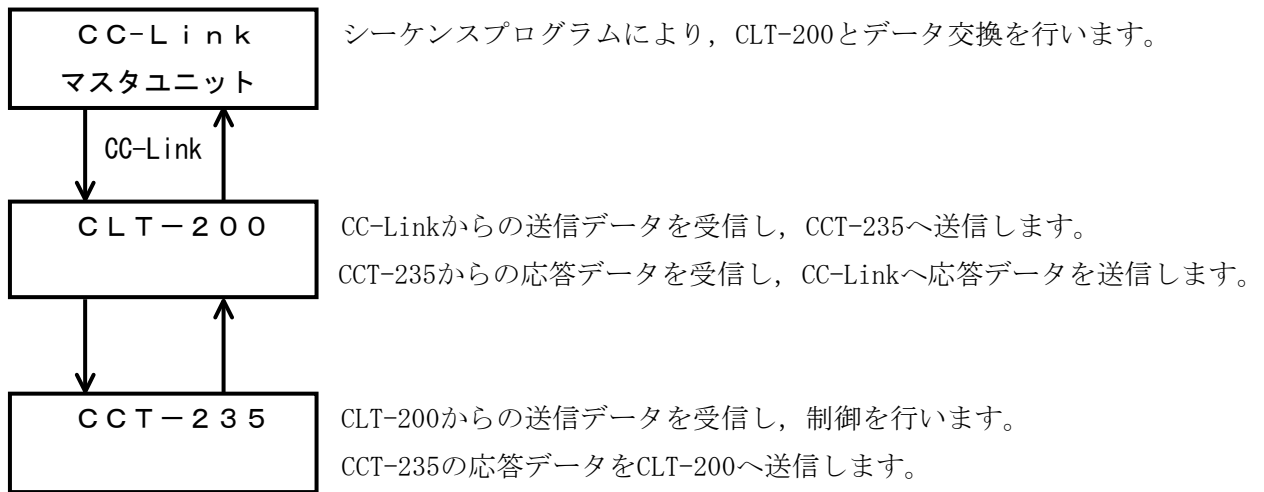 CC-Link
マスタユニット
シーケンスプログラムにより，CLT-200とデータ交換を行います。
CC-Link
CLT－200
CC-Linkからの送信データを受信し，CCT-235へ送信します。
CCT-235からの応答データを受信し，CC-Linkへ応答データを送信します。
CCT－235
CLT-200からの送信データを受信し，制御を行います。
CCT-235の応答データをCLT-200へ送信します。